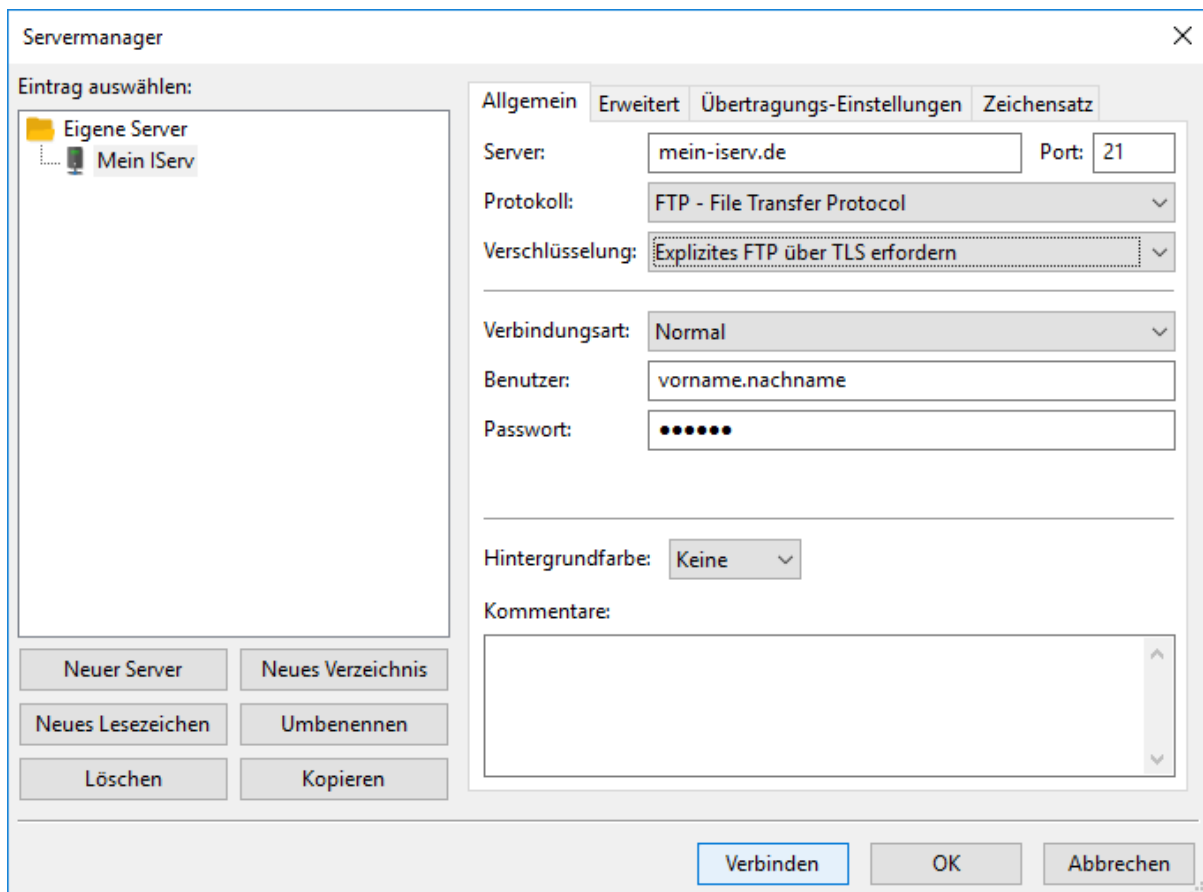 Servermanager
Eintrag auswählen:
Eigene Server
Mein IServ
Neuer Server
Neues Verzeichnis
Neues Lesezeichen
Umbenennen
Löschen
Kopieren
Allgemein
Erweitert
Übertragungs-Einstellungen
Zeichensatz
Server: mein-iserv.de Port: 21
Protokoll: FTP - File Transfer Protocol
Verschlüsselung: Explizites FTP über TLS erfordern
Verbindungsart: Normal
Benutzer: vorname.nachname
Passwort: ●●●●●●
Hintergrundfarbe: Keine
Kommentare:
Verbinden
OK
Abbrechen